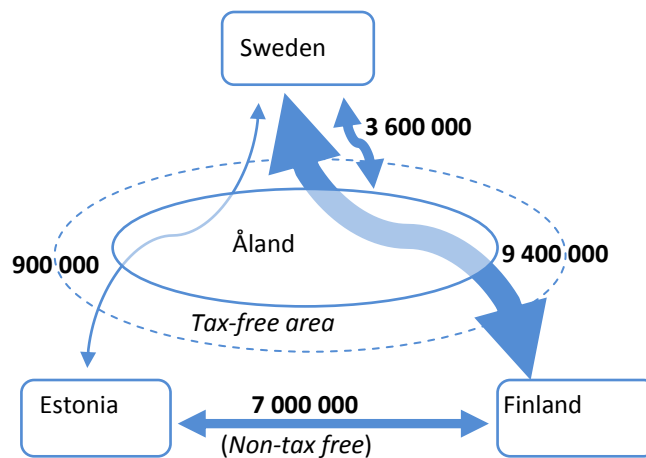 Sweden
3 600 000
Åland
900 000
9 400 000
Tax-free area
Estonia
7 000 000
Finland
(Non-tax free)